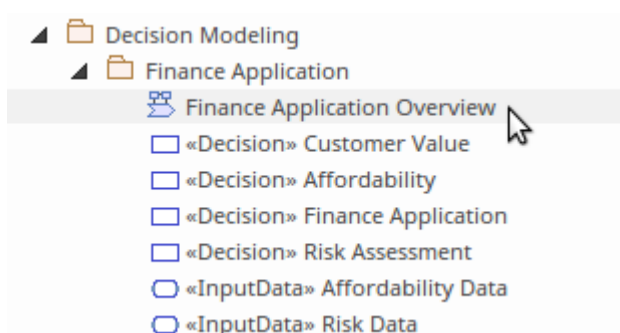 Decision Modeling
Finance Application
Finance Application Overview
«Decision» Customer Value
«Decision» Affordability
«Decision» Finance Application
«Decision» Risk Assessment
«InputData» Affordability Data
«InputData» Risk Data